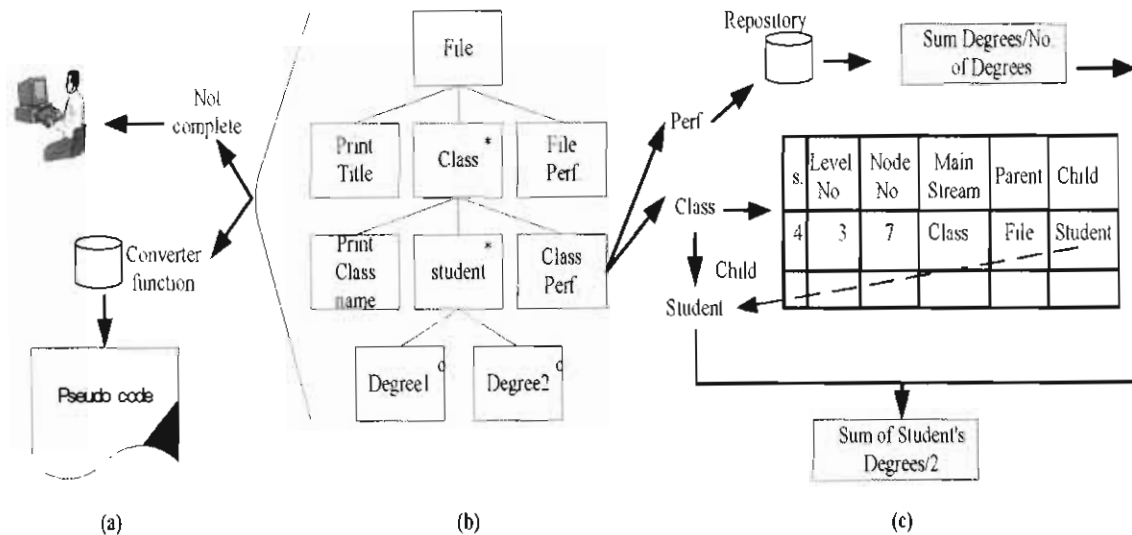 Not
complete
Converter
function
Pseudo code
(a)
File
Print
Title
Class *
File
Perf
Print
Class
name
student *
Class
Perf
Degree1 o
Degree2 o
(b)
Repository
Sum Degrees/No
of Degrees
Perf
Class
Child
Student
s. Level No Node No Main Stream Parent Child
4 3 7 Class File Student
Sum of Student's
Degrees/2
(c)